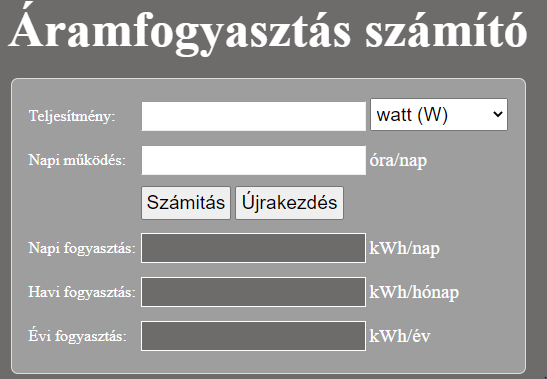 Áramfogyasztás számító
Teljesítmény: watt (W)
Napi működés: óra/nap
Számitás Újrakezdés
Napi fogyasztás: kWh/nap
Havi fogyasztás: kWh/hónap
Évi fogyasztás: kWh/év